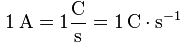 1 A = 1 C/s = 1 C · s⁻¹